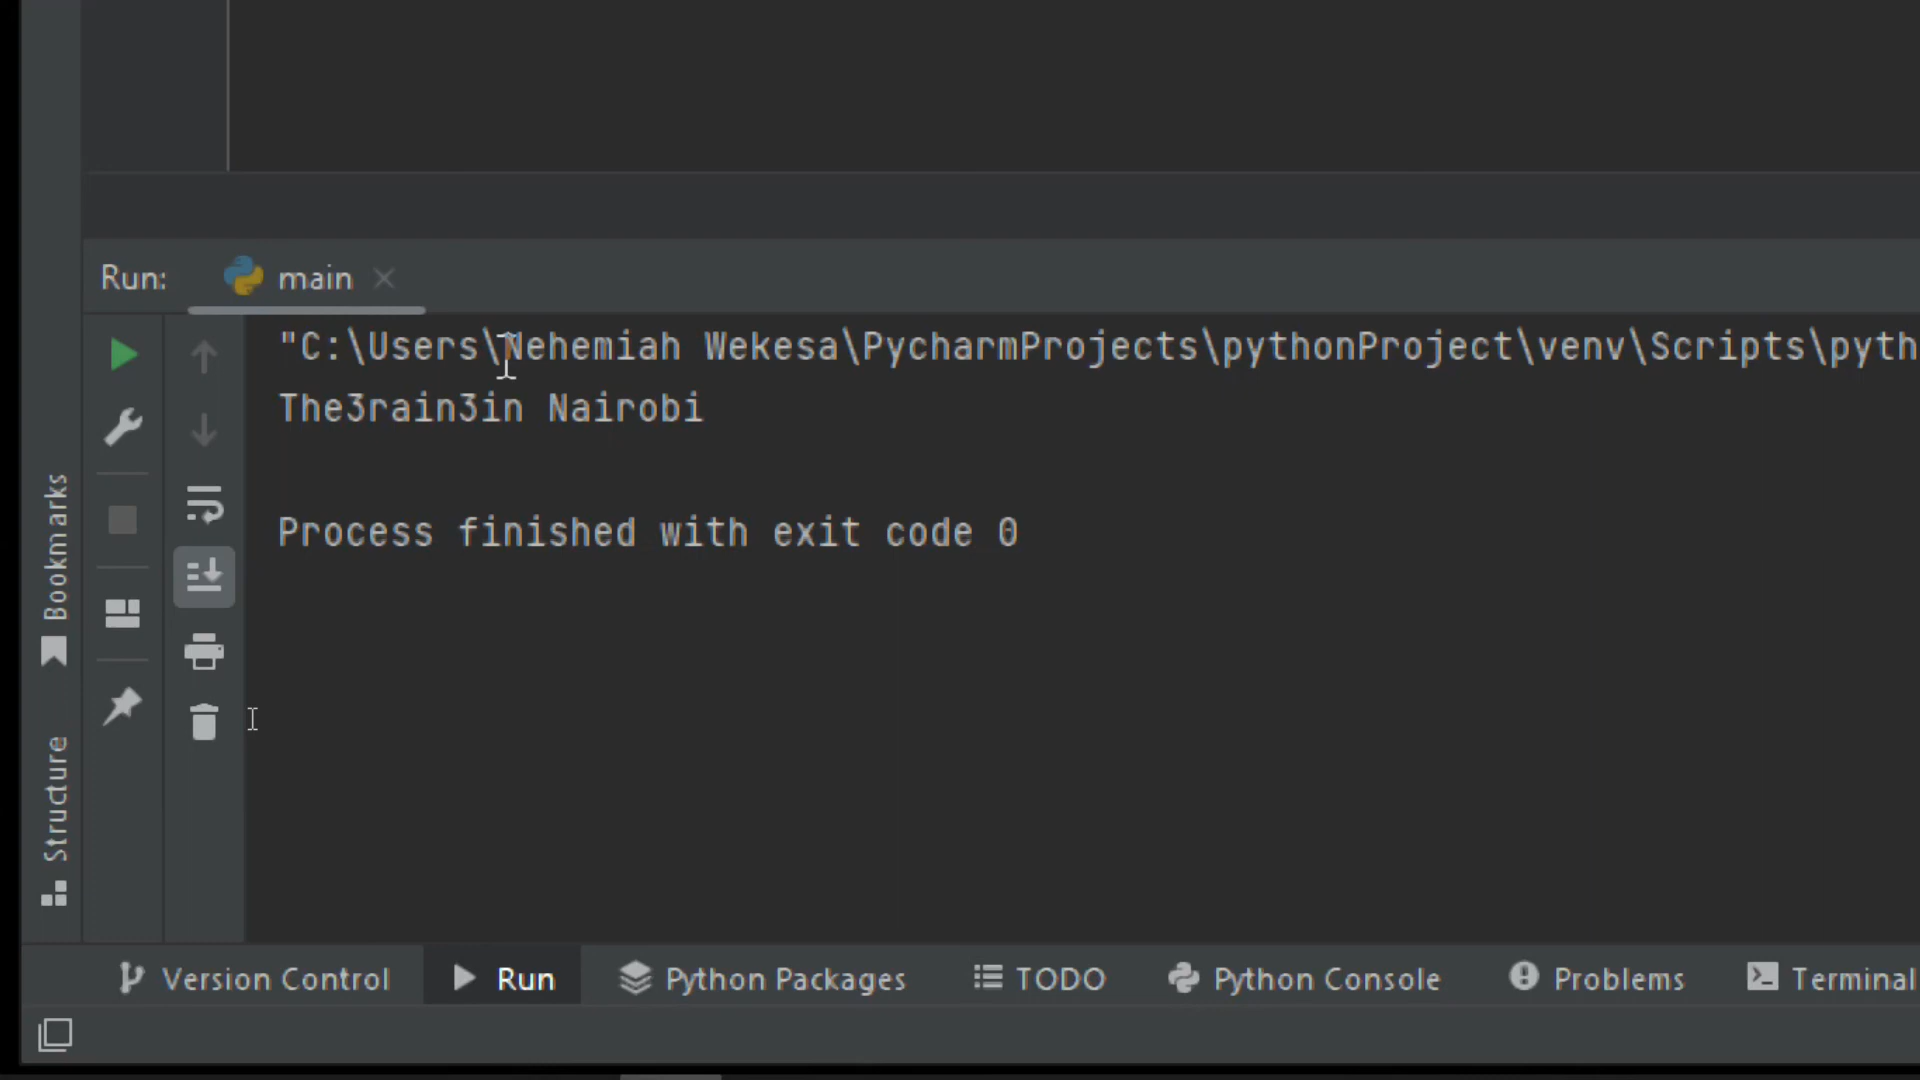 Run:
main
"C:\Users\Nehemiah Wekesa\PycharmProjects\pythonProject\venv\Scripts\pyth
The3rain3in Nairobi
Process finished with exit code 0
Bookmarks
Structure
Version Control
Run
Python Packages
TODO
Python Console
Problems
Terminal